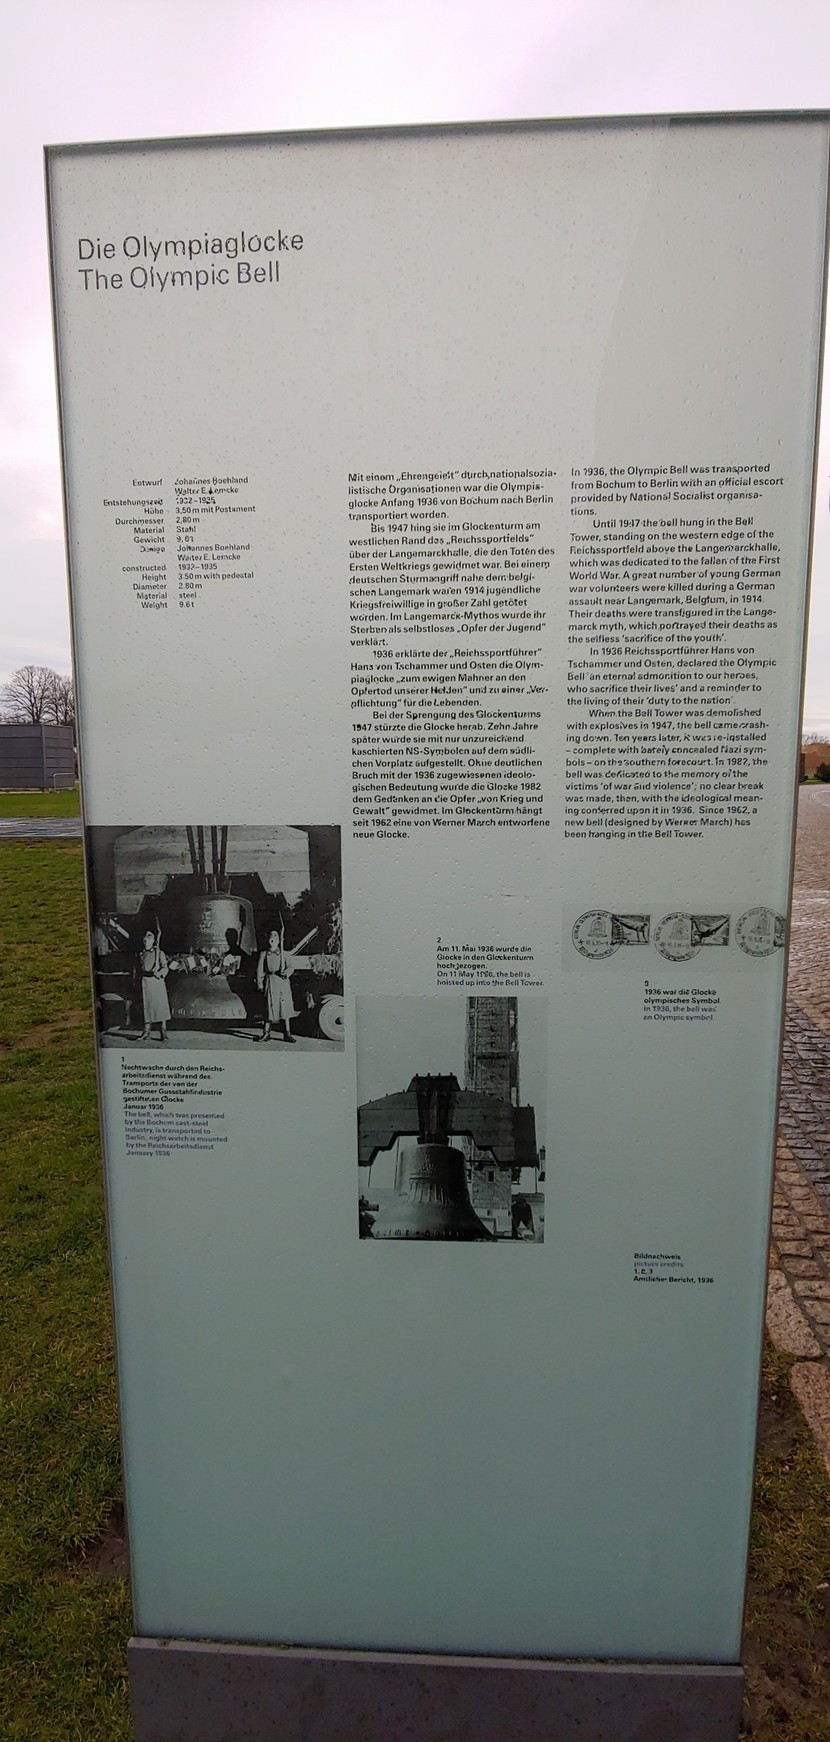 Die Olympiaglocke
The Olympic Bell
Entwurf Johannes Boehland
Walter E. Lemcke
Entstehungszeit 1932–1935
Höhe 3,50 m mit Postament
Durchmesser 2,80 m
Material Stahl
Gewicht 9,6 t
Design Johannes Boehland
Walter E. Lemcke
constructed 1932–1935
Height 3.50 m with pedestal
Diameter 2.80 m
Material steel
Weight 9.6 t
Mit einem „Ehrengeleit“ durch nationalsozia-
listische Organisationen war die Olympia-
glocke Anfang 1936 von Bochum nach Berlin
transportiert worden.
Bis 1947 hing sie im Glockenturm am
westlichen Rand das „Reichssportfelds“
über der Langemarckhalle, die den Toten des
Ersten Weltkriegs gewidmet war. Bei einem
deutschen Sturmangriff nahe dem belgi-
schen Langemark waren 1914 jugendliche
Kriegsfreiwillige in großer Zahl getötet
worden. Im Langemarck-Mythos wurde ihr
Sterben als selbstloses „Opfer der Jugend“
verklärt.
1936 erklärte der „Reichssportführer“
Hans von Tschammer und Osten die Olym-
piaglocke „zum ewigen Mahner an den
Opfertod unserer Helden“ und zu einer „Ver-
pflichtung“ für die Lebenden.
Bei der Sprengung des Glockenturms
1947 stürzte die Glocke herab. Zehn Jahre
später wurde sie mit nur unzureichend
kaschierten NS-Symbolen auf dem südli-
chen Vorplatz aufgestellt. Ohne deutlichen
Bruch mit der 1936 zugewiesenen ideolo-
gischen Bedeutung wurde die Glocke 1982
dem Gedenken an die Opfer „von Krieg und
Gewalt“ gewidmet. Im Glockenturm hängt
seit 1962 eine von Werner March entworfene
neue Glocke.
In 1936, the Olympic Bell was transported
from Bochum to Berlin with an official escort
provided by National Socialist organisa-
tions.
Until 1947 the bell hung in the Bell
Tower, standing on the western edge of the
Reichssportfeld above the Langemarckhalle,
which was dedicated to the fallen of the First
World War. A great number of young German
war volunteers were killed during a German
assault near Langemark, Belgium, in 1914.
Their deaths were transfigured in the Lange-
marck myth, which portrayed their deaths as
the selfless ‘sacrifice of the youth’.
In 1936 Reichssportführer Hans von
Tschammer und Osten, declared the Olympic
Bell ‘an eternal admonition to our heroes,
who sacrifice their lives’ and a reminder to
the living of their ‘duty to the nation’.
When the Bell Tower was demolished
with explosives in 1947, the bell came crash-
ing down. Ten years later, it was re-installed
– complete with barely concealed Nazi sym-
bols – on the southern forecourt. In 1982, the
bell was dedicated to the memory of the
victims ‘of war and violence’; no clear break
was made, then, with the ideological mean-
ing conferred upon it in 1936. Since 1962, a
new bell (designed by Werner March) has
been hanging in the Bell Tower.
1
Nachtwache durch den Reichs-
arbeitsdienst während des
Transports der von der
Bochumer Gussstahlindustrie
gestifteten Glocke
Januar 1936
The bell, which was presented
by the Bochum cast-steel
industry, is transported to
Berlin, night watch is mounted
by the Reichsarbeitsdienst
January 1936
2
Am 11. Mai 1936 wurde die
Glocke in den Glockenturm
hochgezogen.
On 11 May 1936, the bell is
hoisted up into the Bell Tower.
3
1936 war die Glocke
olympisches Symbol
In 1936, the bell was
an Olympic symbol
Bildnachweis
picture credits
1, 2, 3
Amtlicher Bericht, 1936